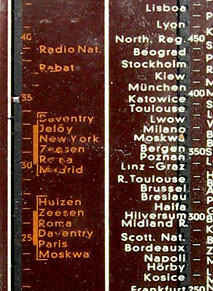 40
Radio Nat.
Rabat
35
Daventry
Jelöy
New York
Zeesen
Roma
Madrid
30
Huizen
Zeesen
Roma
Daventry
Paris
Moskwa
25
Lisboa
Lyon
North. Reg. 450
Beograd
Stockholm
Kiew
München 400
Katowice
Toulouse
Lwow
Milano
Moskwa
Bergen 350
Poznan
Linz-Graz
R. Toulouse
Brussel
Breslau
Haifa
Hilversum 300
Midland R.
Scott. Nat.
Bordeaux
Napoli
Hörby
Kosice
Frankfurt 250